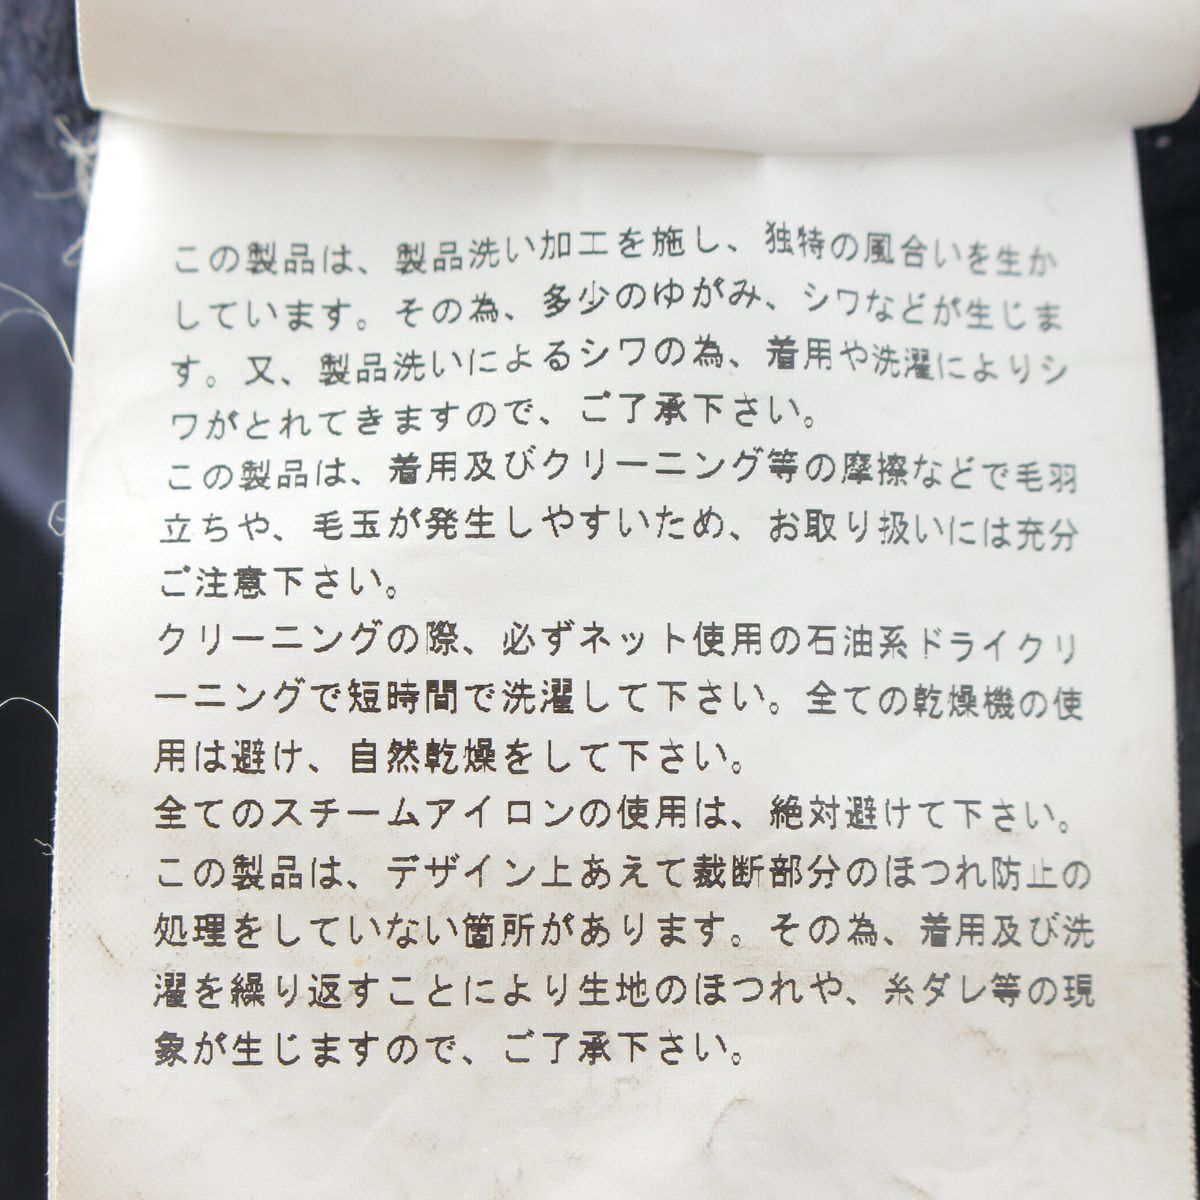 この製品は、製品洗い加工を施し、独特の風合いを生か
しています。その為、多少のゆがみ、シワなどが生じま
す。又、製品洗いによるシワの為、着用や洗濯によりシ
ワがとれてきますので、ご了承下さい。
この製品は、着用及びクリーニング等の摩擦などで毛羽
立ちや、毛玉が発生しやすいため、お取り扱いには充分
ご注意下さい。
クリーニングの際、必ずネット使用の石油系ドライクリ
ーニングで短時間で洗濯して下さい。全ての乾燥機の使
用は避け、自然乾燥をして下さい。
全てのスチームアイロンの使用は、絶対避けて下さい。
この製品は、デザイン上あえて裁断部分のほつれ防止の
処理をしていない箇所があります。その為、着用及び洗
濯を繰り返すことにより生地のほつれや、糸ダレ等の現
象が生じますので、ご了承下さい。